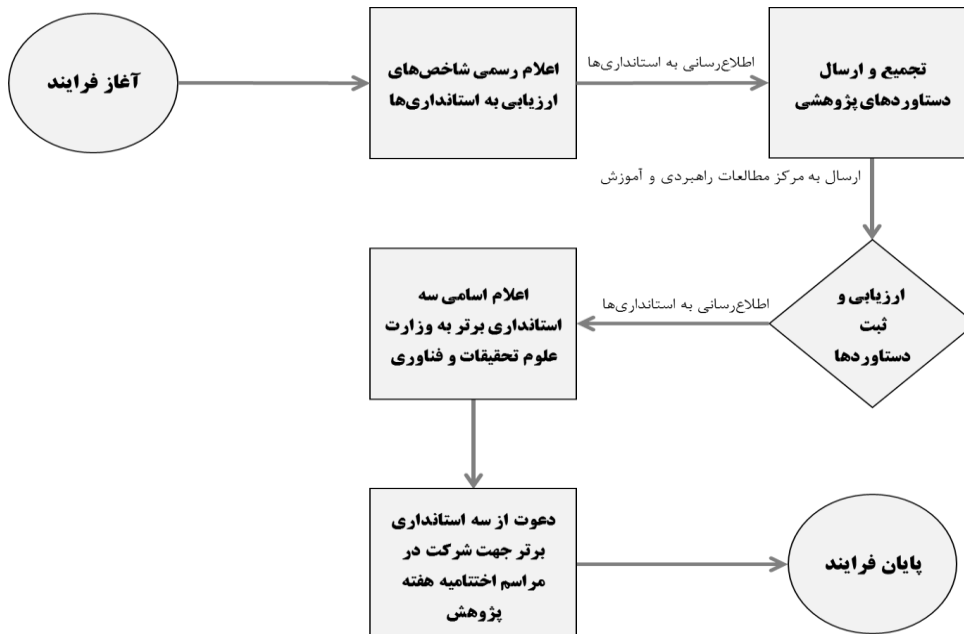 آغاز فرایند
اعلام رسمی شاخص‌های
ارزیابی به استانداری‌ها
اطلاع‌رسانی به استانداری‌ها
تجمیع و ارسال
دستاوردهای پژوهشی
ارسال به مرکز مطالعات راهبردی و آموزش
ارزیابی و
ثبت
دستاوردها
اطلاع‌رسانی به استانداری‌ها
اعلام اسامی سه
استانداری برتر به وزارت
علوم تحقیقات و فناوری
دعوت از سه استانداری
برتر جهت شرکت در
مراسم اختتامیه هفته
پژوهش
پایان فرایند